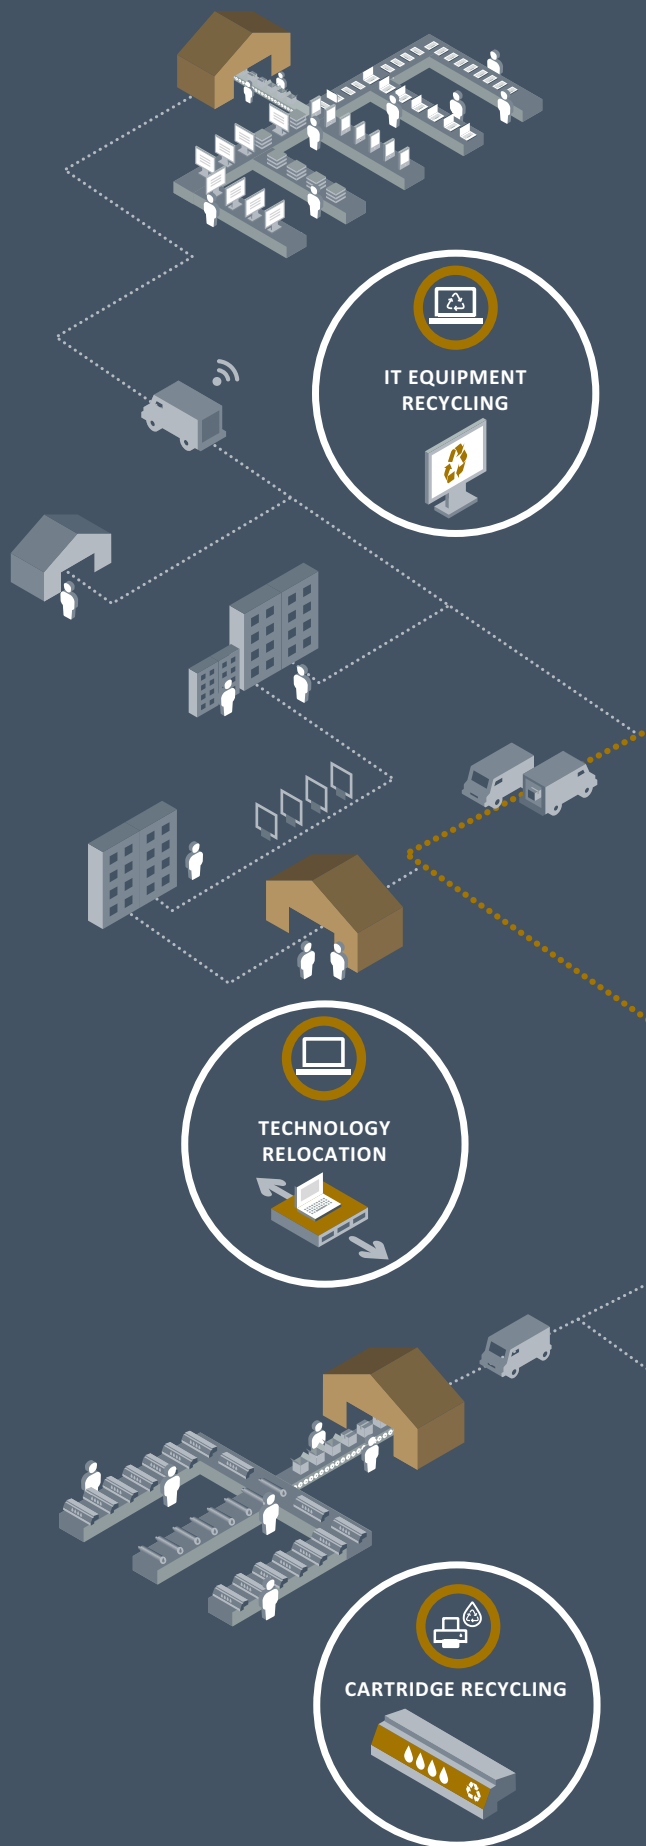 IT EQUIPMENT
RECYCLING
TECHNOLOGY
RELOCATION
CARTRIDGE RECYCLING